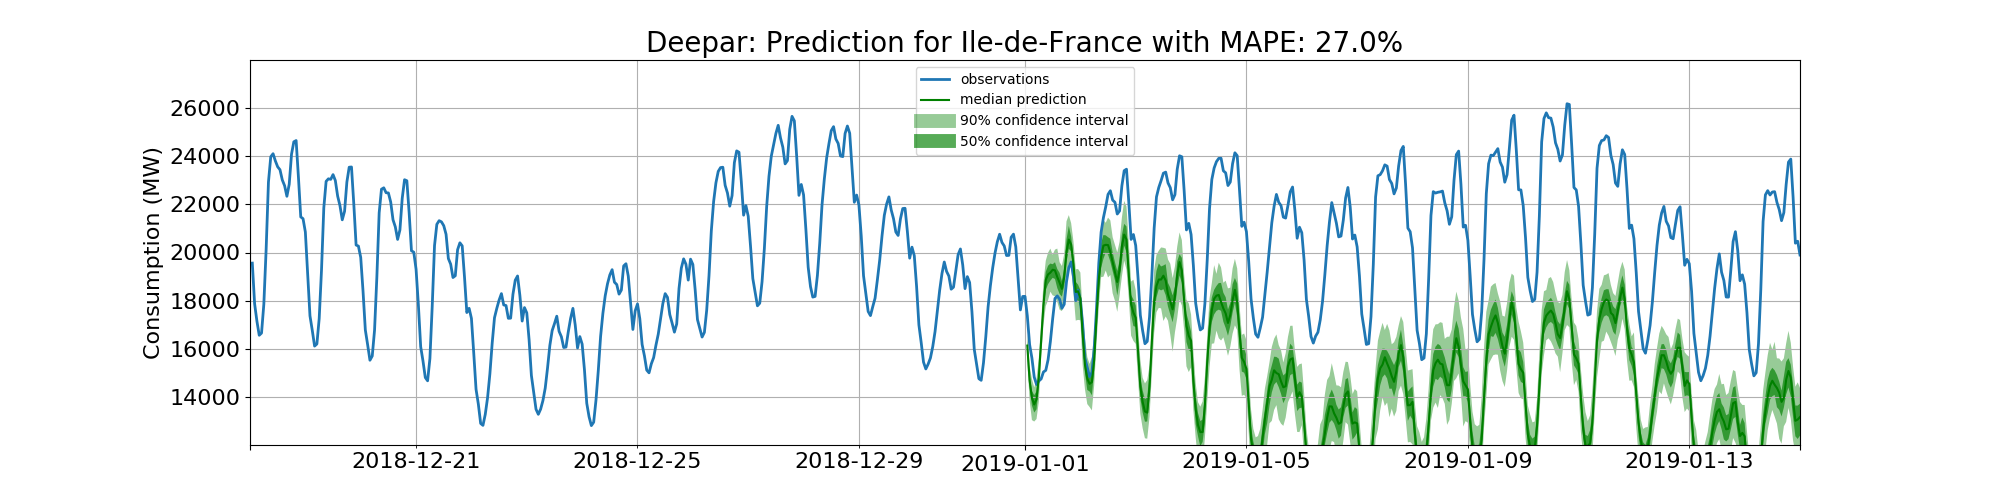 Deepar: Prediction for Ile-de-France with MAPE: 27.0%
observations
median prediction
90% confidence interval
50% confidence interval
Consumption (MW)
26000
24000
22000
20000
18000
16000
14000
2018-12-21
2018-12-25
2018-12-29
2019-01-01
2019-01-05
2019-01-09
2019-01-13